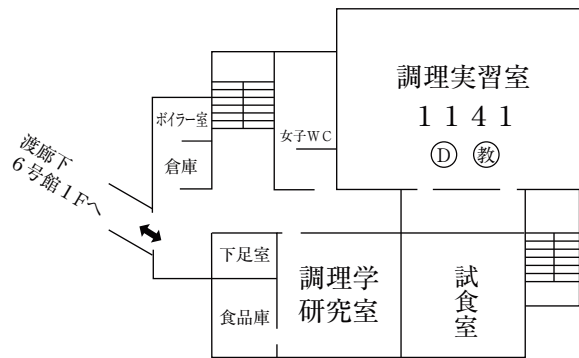 調理実習室
1141
Ⓓ ㊟教
ボイラー室
女子WC
倉庫
渡廊下
6号館1Fへ
下足室
調理学
研究室
試食室
食品庫